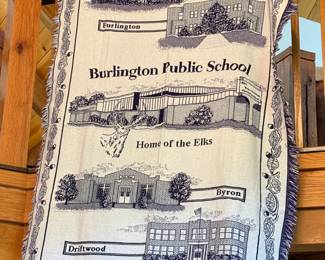 Burlington
Burlington Public School
Home of the Elks
Byron
Driftwood